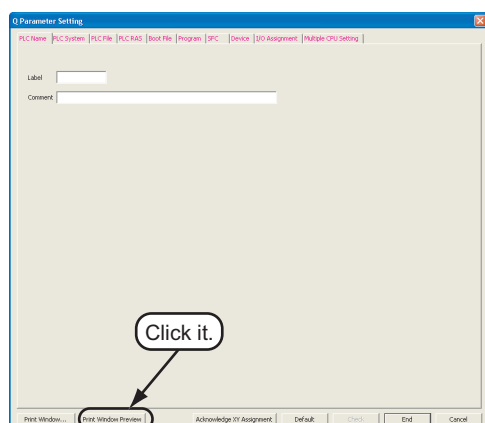 Q Parameter Setting
PLC Name PLC System PLC File PLC RAS Boot File Program SFC Device I/O Assignment Multiple CPU Setting
Label
Comment
Click it.
Print Window... Print Window Preview Acknowledge XY Assignment Default Check End Cancel